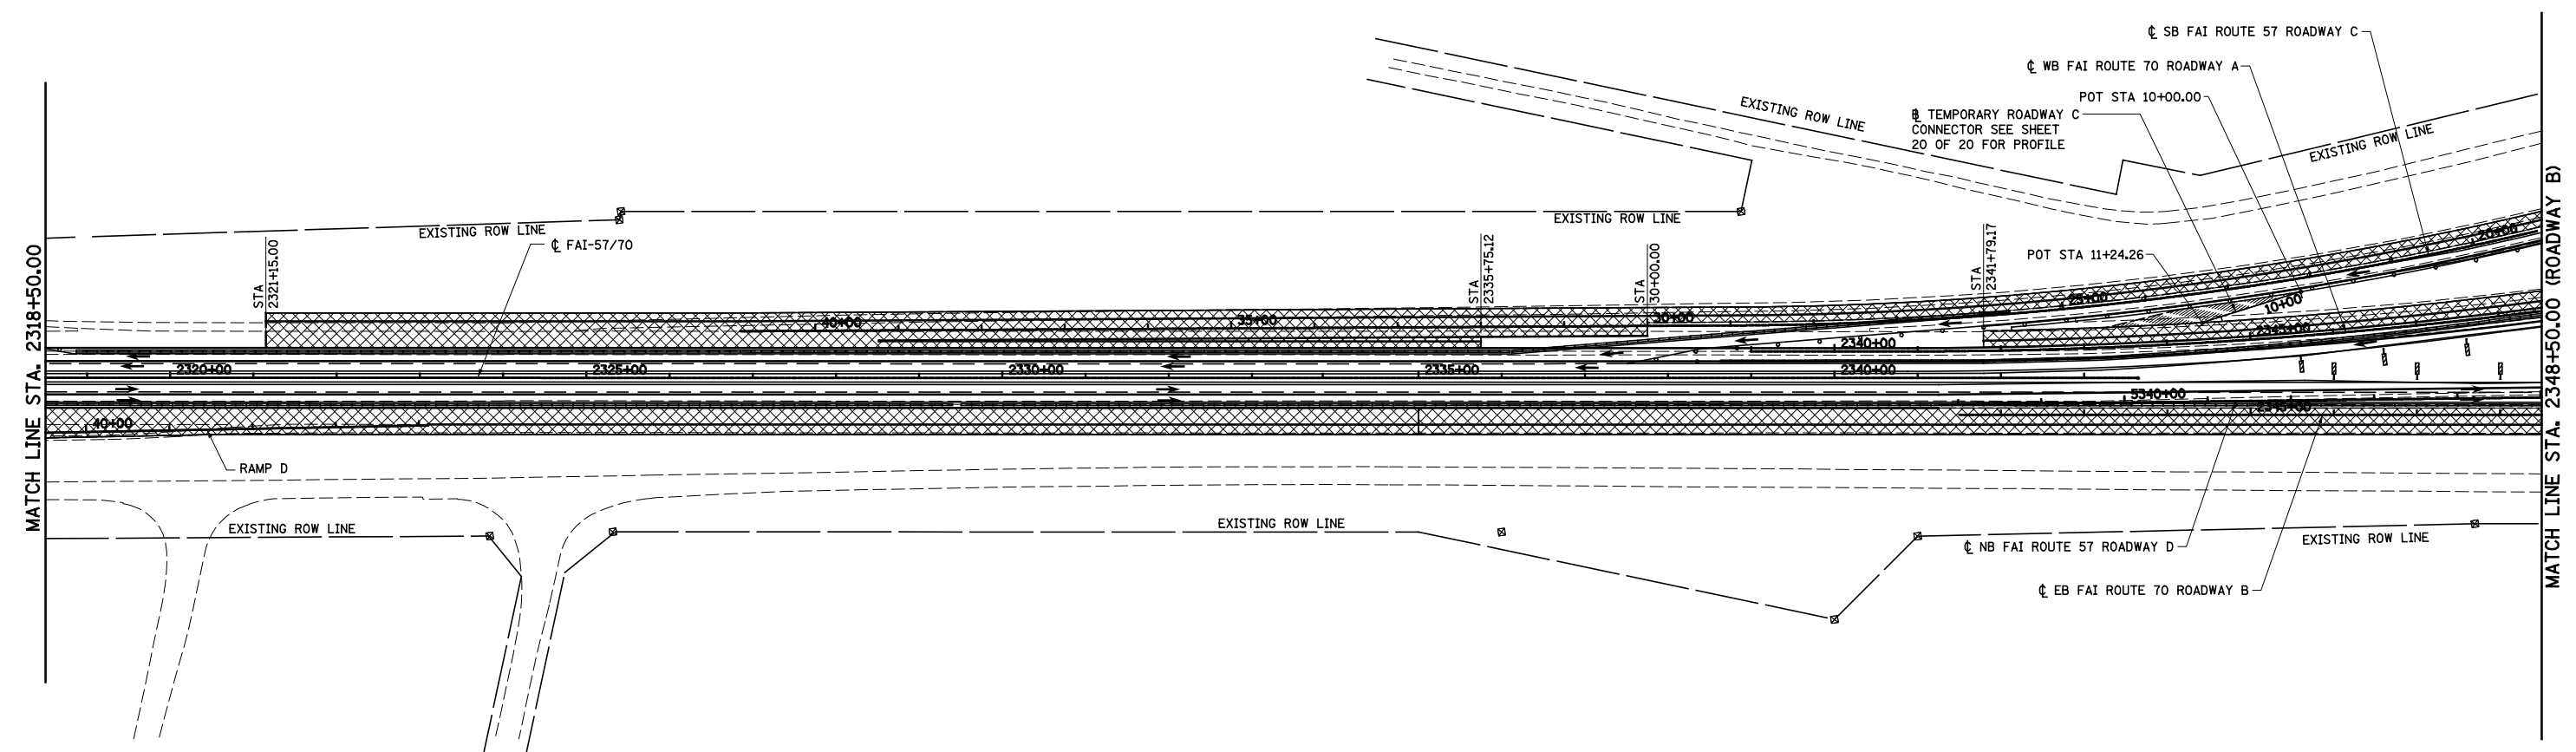 ℄ SB FAI ROUTE 57 ROADWAY C
℄ WB FAI ROUTE 70 ROADWAY A
POT STA 10+00.00
TEMPORARY ROADWAY C
CONNECTOR SEE SHEET
20 OF 20 FOR PROFILE
EXISTING ROW LINE
EXISTING ROW LINE
EXISTING ROW LINE
EXISTING ROW LINE
℄ FAI-57/70
POT STA 11+24.26
MATCH LINE STA. 2318+50.00
STA
2321+15.00
STA
2335+75.12
STA
30+00.00
STA
2341+79.17
MATCH LINE STA. 2348+50.00 (ROADWAY B)
20+00
25+00
10+00
40+00
35+00
30+00
2345+00
2340+00
2320+00
2325+00
2330+00
2335+00
2340+00
5340+00
2345+00
40+00
RAMP D
EXISTING ROW LINE
EXISTING ROW LINE
EXISTING ROW LINE
℄ NB FAI ROUTE 57 ROADWAY D
℄ EB FAI ROUTE 70 ROADWAY B